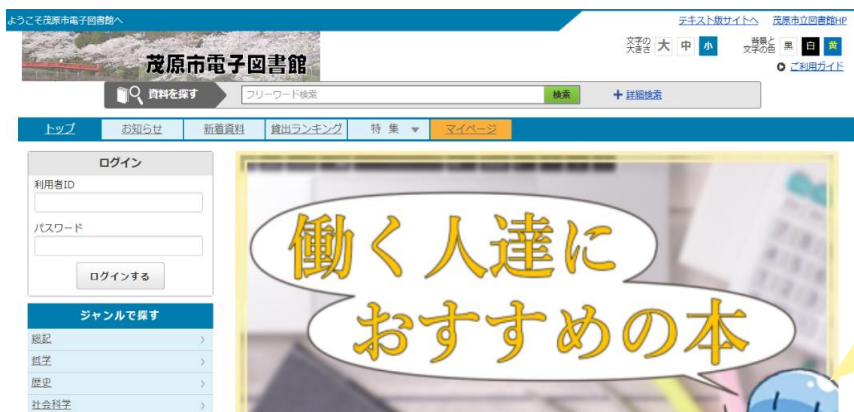 ようこそ茂原市電子図書館へ
テキスト版サイトへ 茂原市立図書館HP
茂原市電子図書館
文字の大きさ 大 中 小 背景と文字の色 黒 白 黄
ご利用ガイド
資料を探す フリーワード検索 検索 +詳細検索
トップ お知らせ 新着資料 貸出ランキング 特集 ▼ マイページ
ログイン
利用者ID
パスワード
ログインする
ジャンルで探す
総記
哲学
歴史
社会科学
働く人達に
おすすめの本